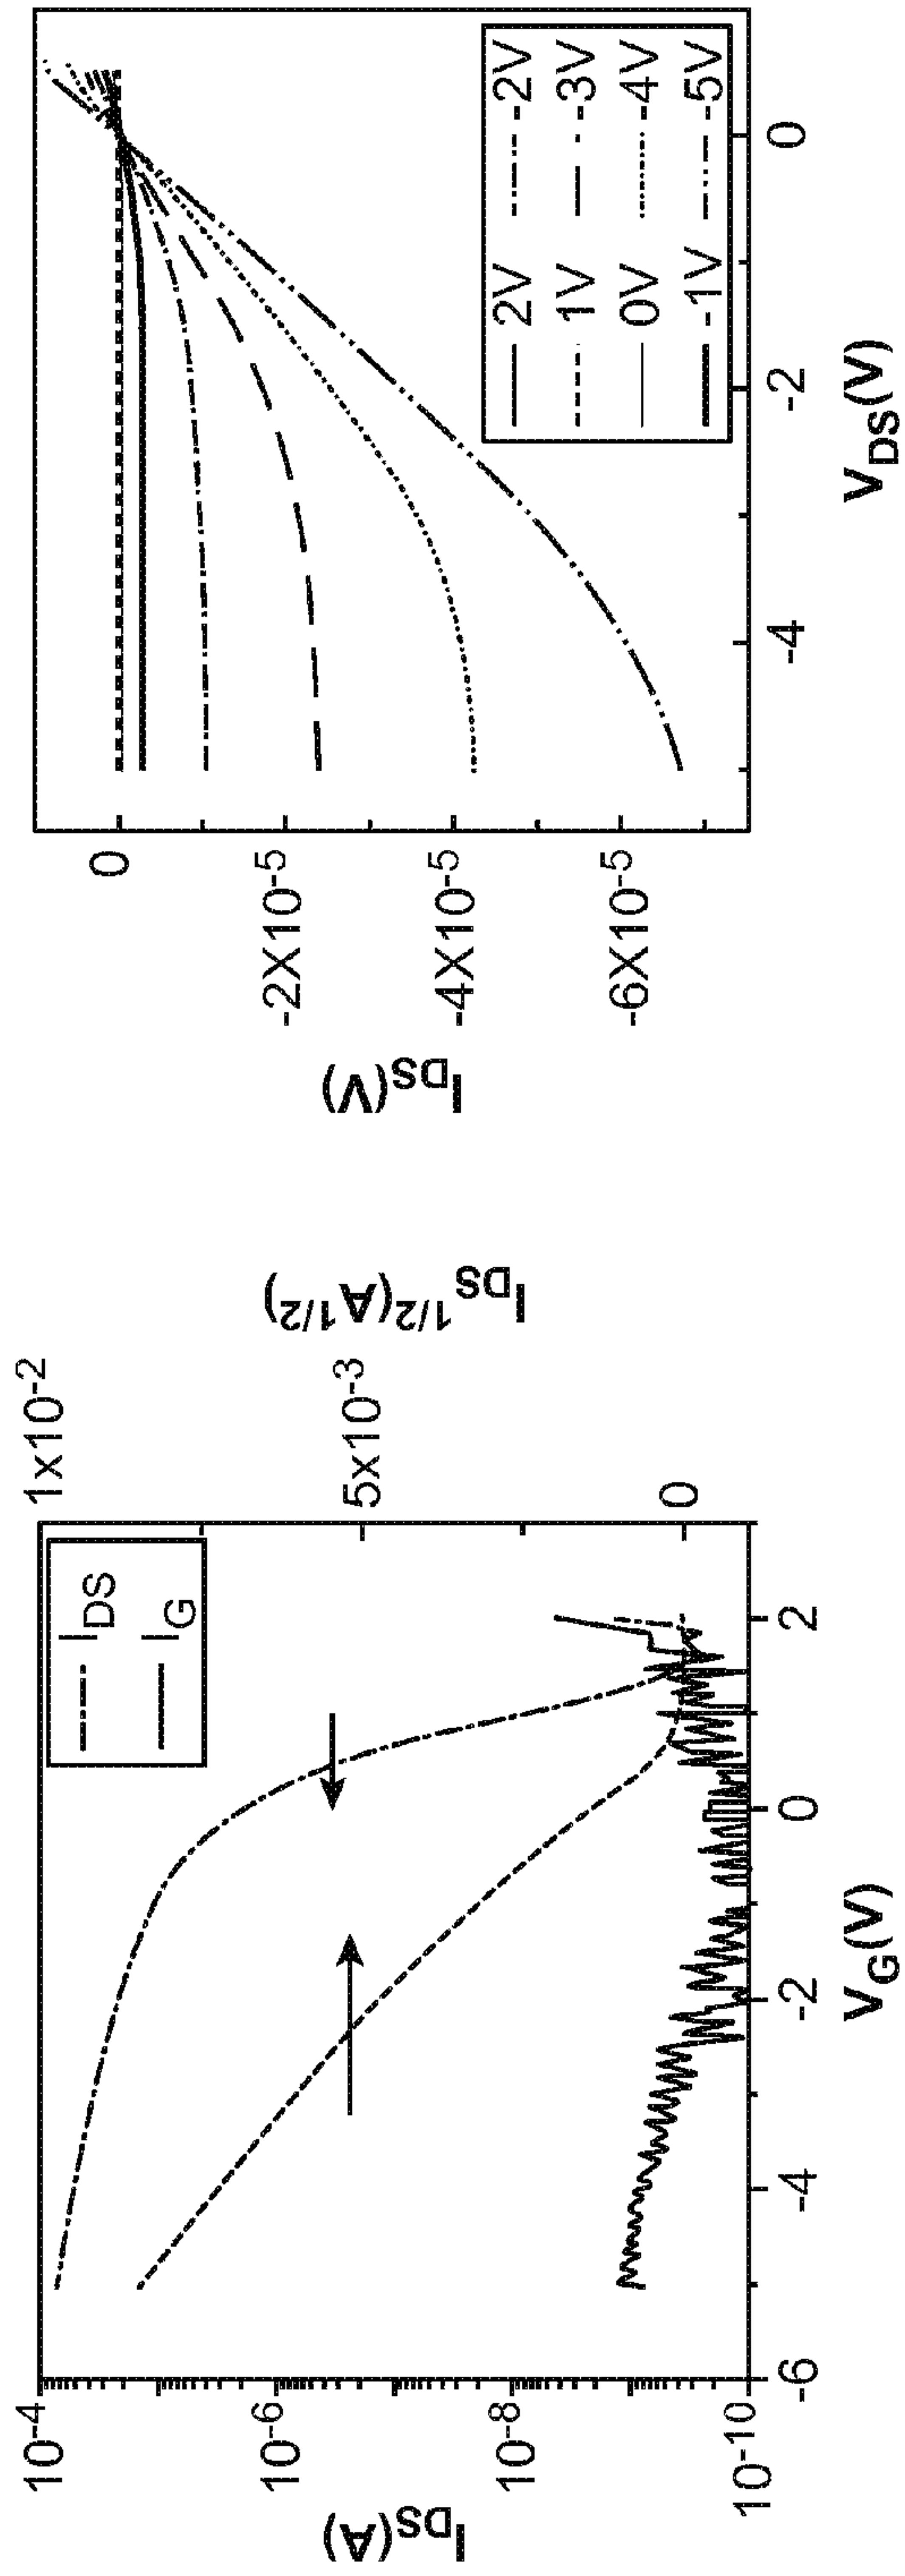 I_DS(A)
10^-4
10^-6
10^-8
10^-10
I_DS
I_G
1x10^-2
5x10^-3
0
I_DS^1/2(A^1/2)
-6
-4
-2
0
2
V_G(V)
I_DS(V)
0
-2X10^-5
-4X10^-5
-6X10^-5
2V
-2V
1V
-3V
0V
-4V
-1V
-5V
-4
-2
0
V_DS(V)